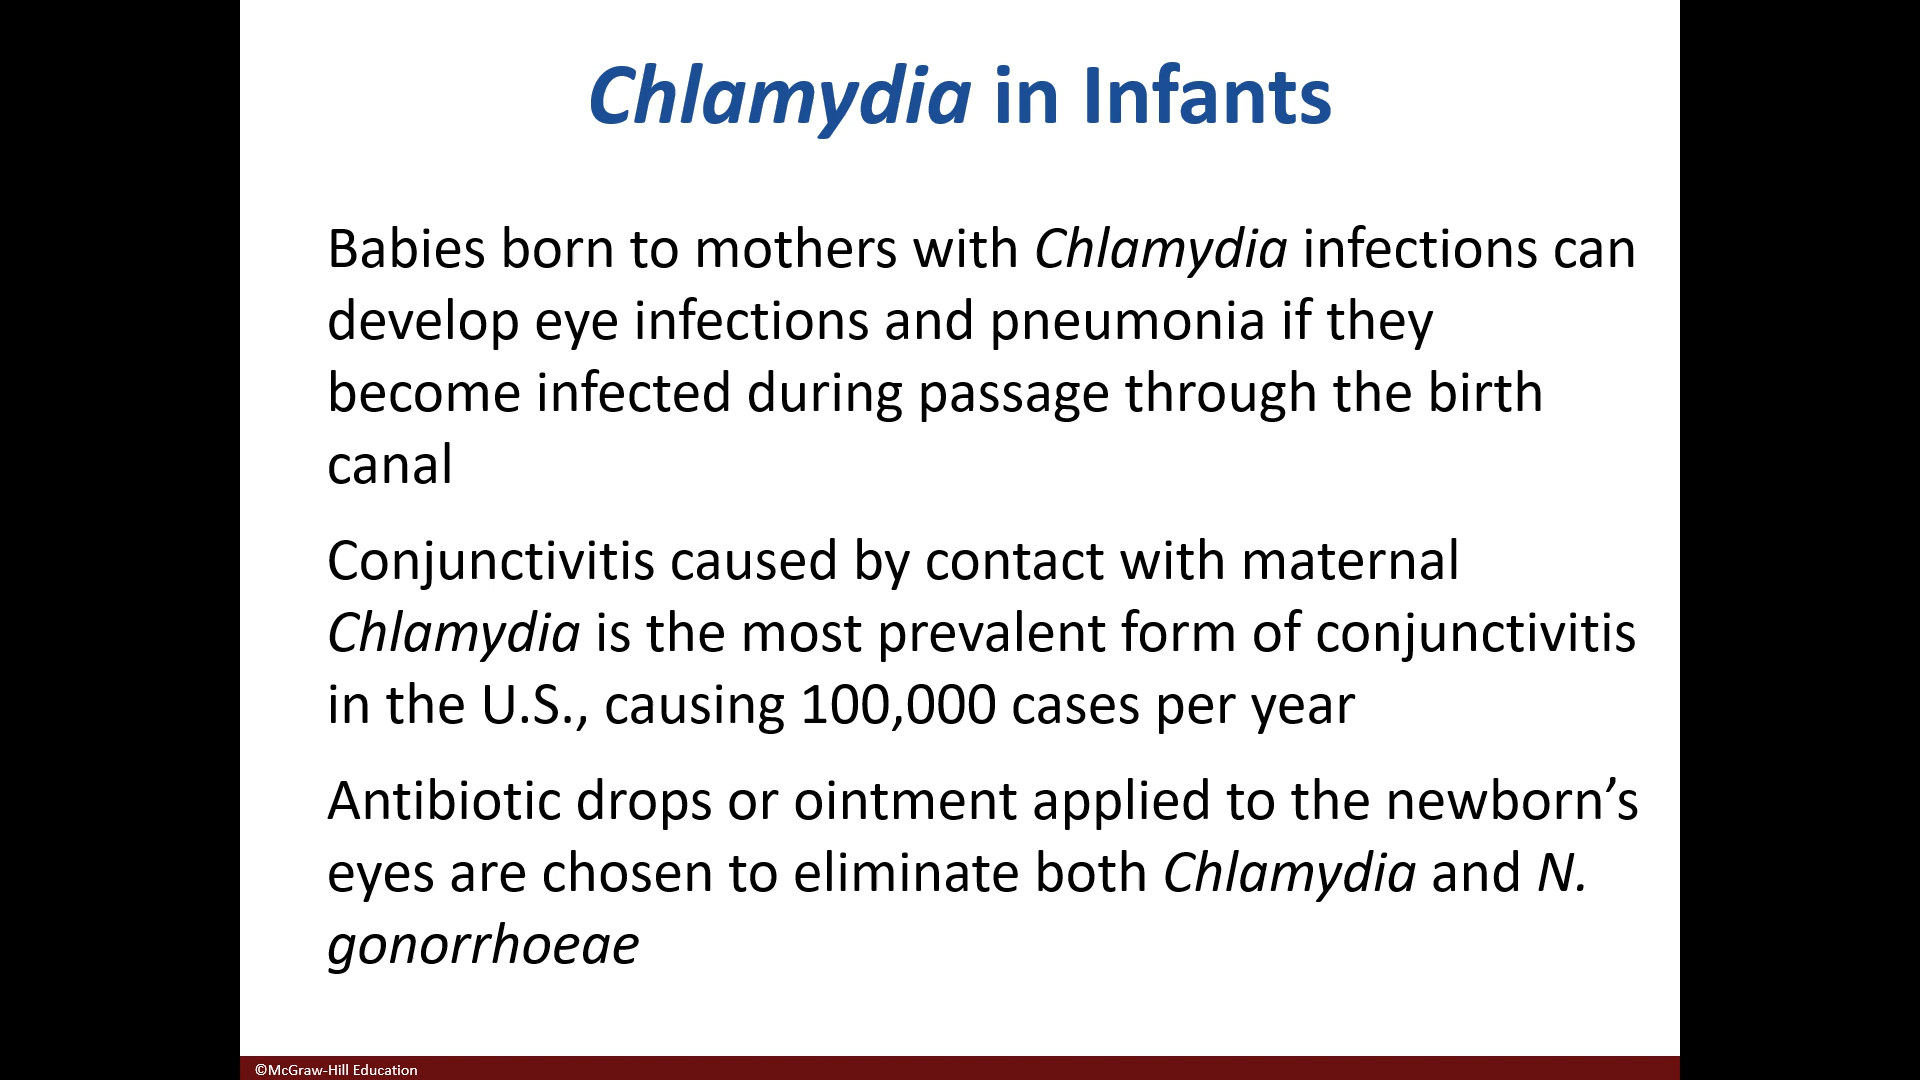 Chlamydia in Infants
Babies born to mothers with Chlamydia infections can
develop eye infections and pneumonia if they
become infected during passage through the birth
canal
Conjunctivitis caused by contact with maternal
Chlamydia is the most prevalent form of conjunctivitis
in the U.S., causing 100,000 cases per year
Antibiotic drops or ointment applied to the newborn’s
eyes are chosen to eliminate both Chlamydia and N.
gonorrhoeae
©McGraw-Hill Education